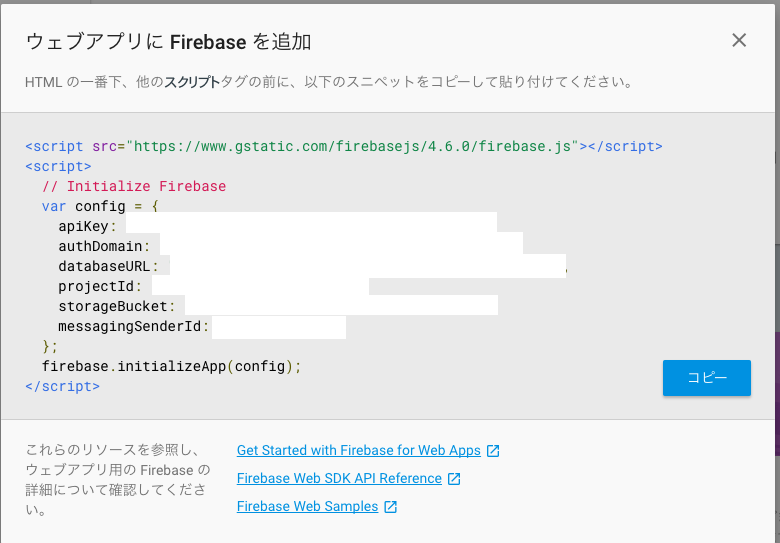 ウェブアプリに Firebase を追加
HTML の一番下、他のスクリプトタグの前に、以下のスニペットをコピーして貼り付けてください。
<script src="https://www.gstatic.com/firebasejs/4.6.0/firebase.js"></script>
<script>
// Initialize Firebase
var config = {
apiKey:
authDomain:
databaseURL:
projectId:
storageBucket:
messagingSenderId:
};
firebase.initializeApp(config);
</script>
コピー
これらのリソースを参照し、
ウェブアプリ用の Firebase の
詳細について確認してくださ
い。
Get Started with Firebase for Web Apps
Firebase Web SDK API Reference
Firebase Web Samples